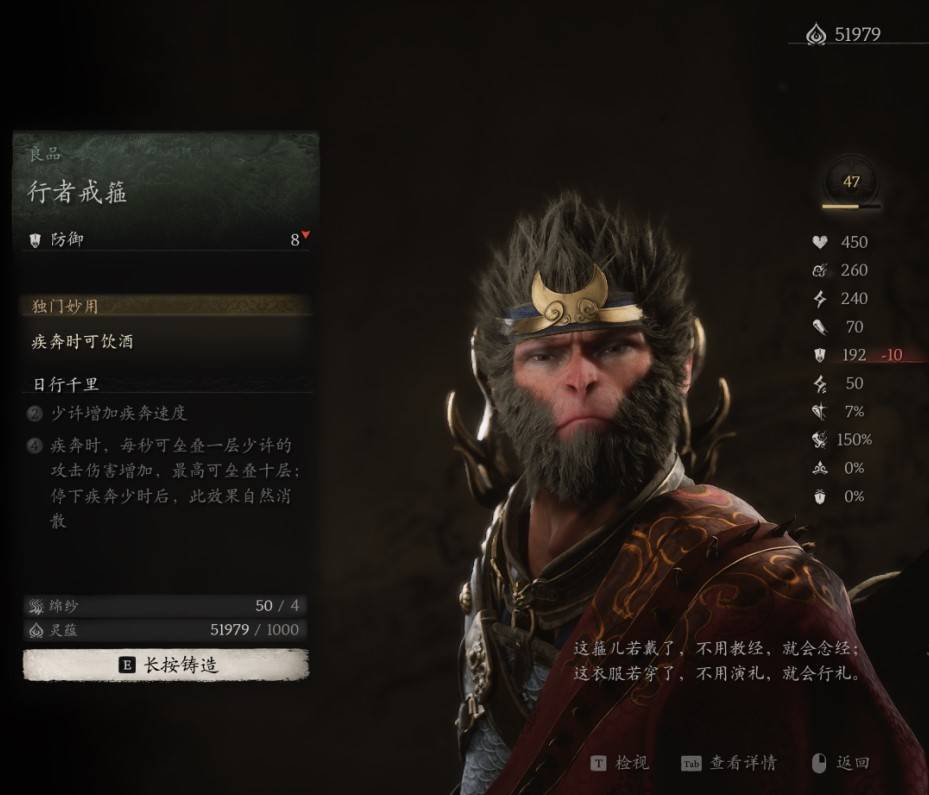 51979
良品
行者戒箍
防御 8
独门妙用
疾奔时可饮酒
日行千里
2 少许增加疾奔速度
4 疾奔时，每秒可垒叠一层少许的
攻击伤害增加，最高可垒叠十层；
停下疾奔少时后，此效果自然消
散
绵纱 50 / 4
灵蕴 51979 / 1000
E 长按铸造
47
450
260
240
70
192 -10
50
7%
150%
0%
0%
这箍儿若戴了，不用教经，就会念经；
这衣服若穿了，不用演礼，就会行礼。
T 检视 Tab 查看详情 返回